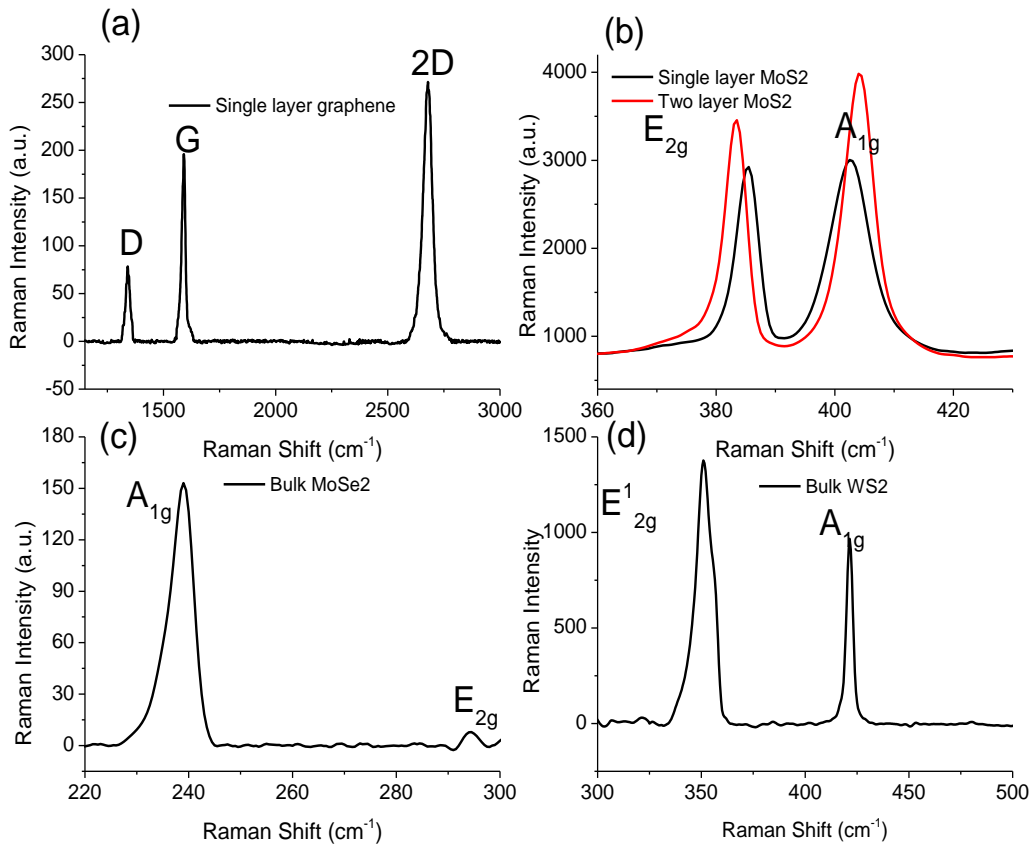 (a)
300
250
200
150
100
50
0
-50
Raman Intensity (a.u.)
Single layer graphene
D
G
2D
1500 2000 2500 3000
Raman Shift (cm⁻¹)
(b)
4000
3000
2000
1000
Raman Intensity (a.u.)
Single layer MoS2
Two layer MoS2
E₂g
A₁g
360 380 400 420
Raman Shift (cm⁻¹)
(c)
180
150
120
90
60
30
0
Raman Intensity (a.u.)
Bulk MoSe2
A₁g
E₂g
220 240 260 280 300
Raman Shift (cm⁻¹)
(d)
1500
1000
500
0
Raman Intensity
Bulk WS2
E¹₂g
A₁g
300 350 400 450 500
Raman Shift (cm⁻¹)